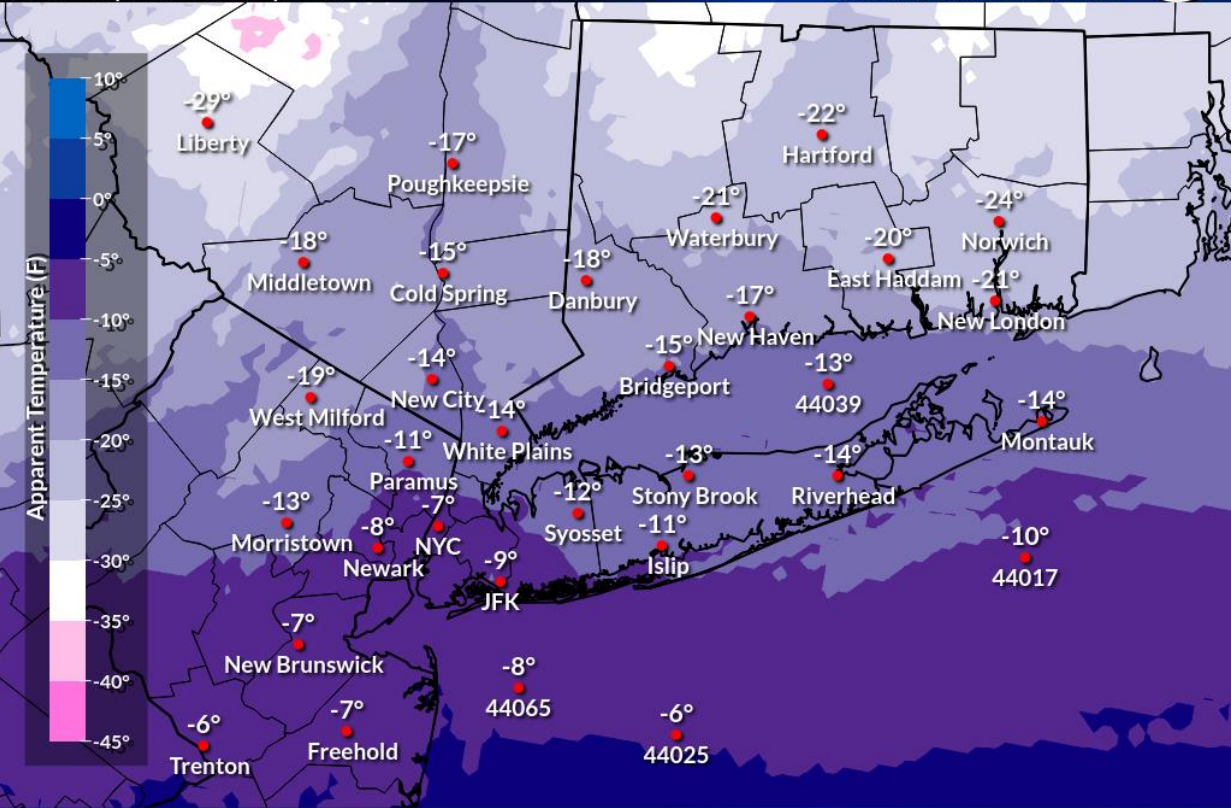 Apparent Temperature (F)
10°
5°
0°
-5°
-10°
-15°
-20°
-25°
-30°
-35°
-40°
-45°
-29°
Liberty
-17°
Poughkeepsie
-22°
Hartford
-21°
Waterbury
-24°
Norwich
-18°
Middletown
-15°
Cold Spring
-18°
Danbury
-20°
East Haddam
-21°
New London
-17°
New Haven
-15°
Bridgeport
-13°
44039
-14°
New City
-19°
West Milford
-14°
White Plains
-14°
Montauk
-11°
Paramus
-13°
Stony Brook
-14°
Riverhead
-12°
Syosset
-13°
Morristown
-7°
NYC
-8°
Newark
-11°
Islip
-10°
44017
-9°
JFK
-7°
New Brunswick
-8°
44065
-6°
Trenton
-7°
Freehold
-6°
44025